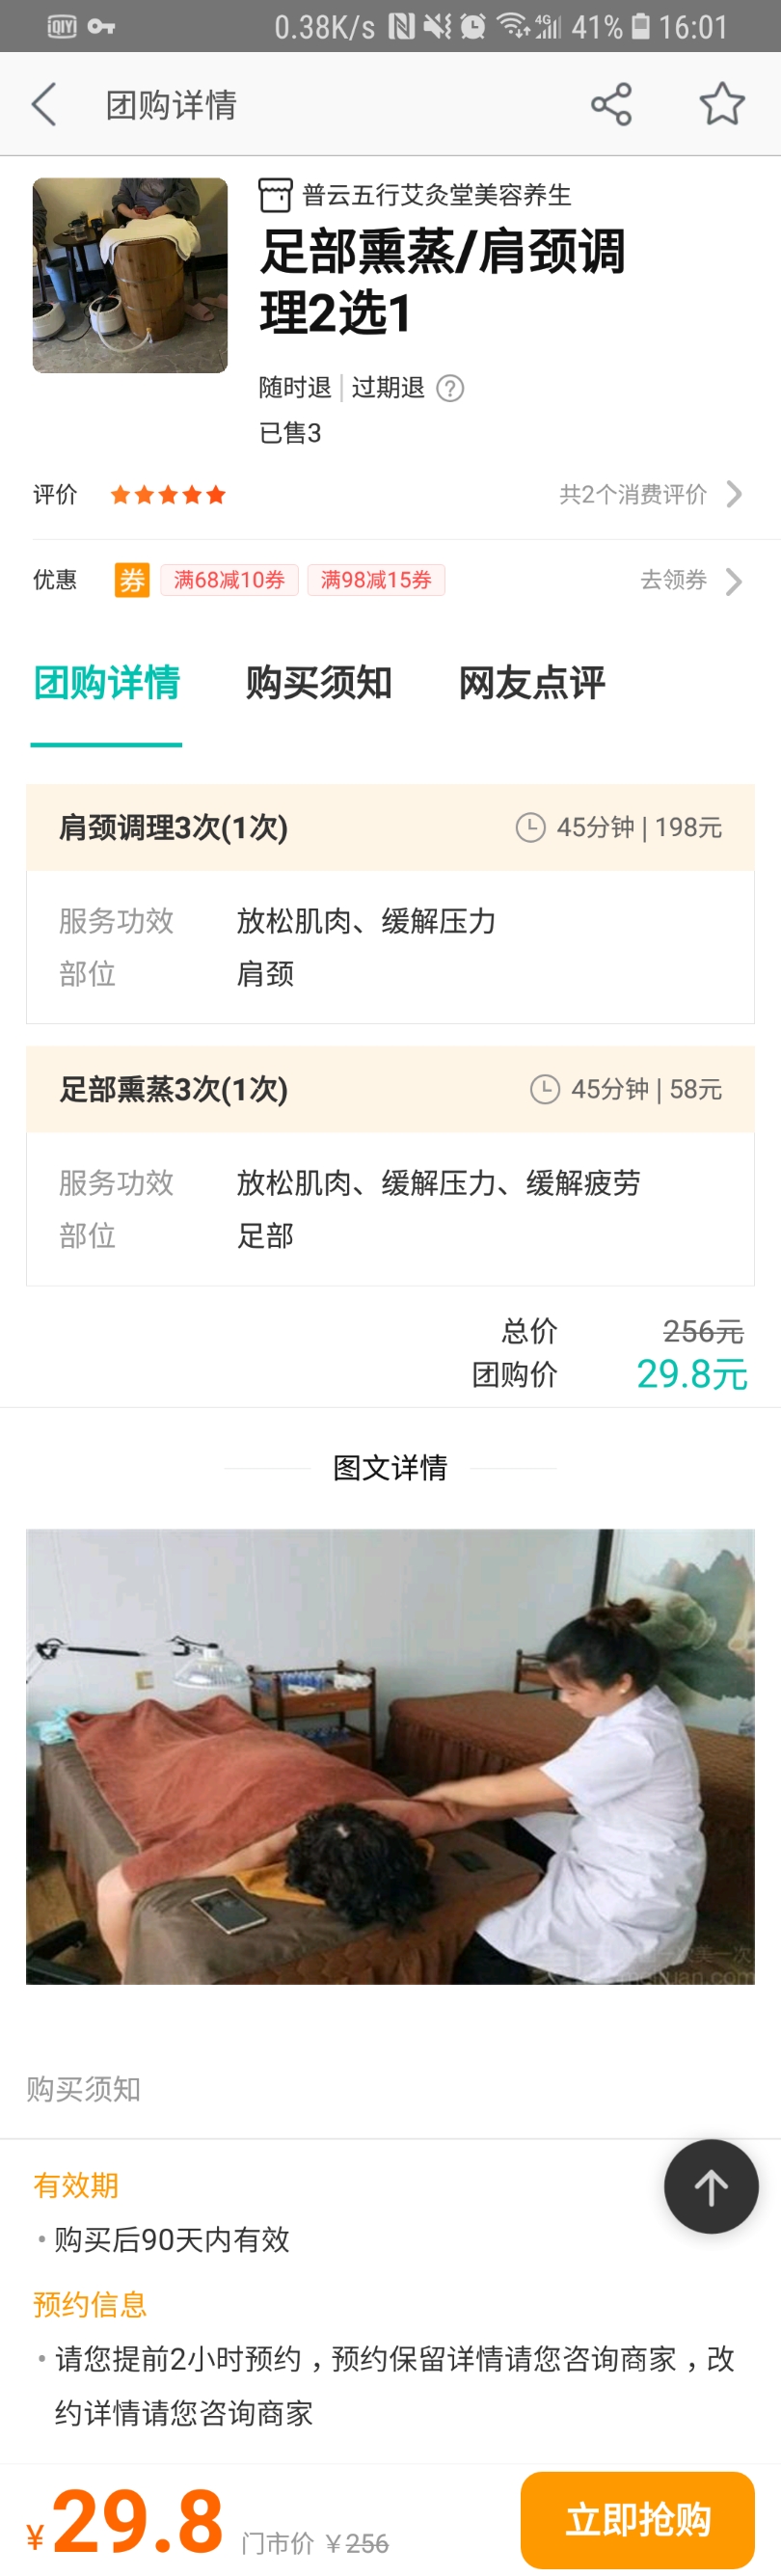 iQIYI 0.38K/s 4G 41% 16:01
团购详情
普云五行艾灸堂美容养生
足部熏蒸/肩颈调
理2选1
随时退 | 过期退 ?
已售3
评价 共2个消费评价
优惠 券 满68减10券 满98减15券 去领券
团购详情 购买须知 网友点评
肩颈调理3次(1次) 45分钟 | 198元
服务功效 放松肌肉、缓解压力
部位 肩颈
足部熏蒸3次(1次) 45分钟 | 58元
服务功效 放松肌肉、缓解压力、缓解疲劳
部位 足部
总价 256元
团购价 29.8元
图文详情
购买须知
有效期
·购买后90天内有效
预约信息
·请您提前2小时预约，预约保留详情请您咨询商家，改
约详情请您咨询商家
¥29.8 门市价 ￥256 立即抢购